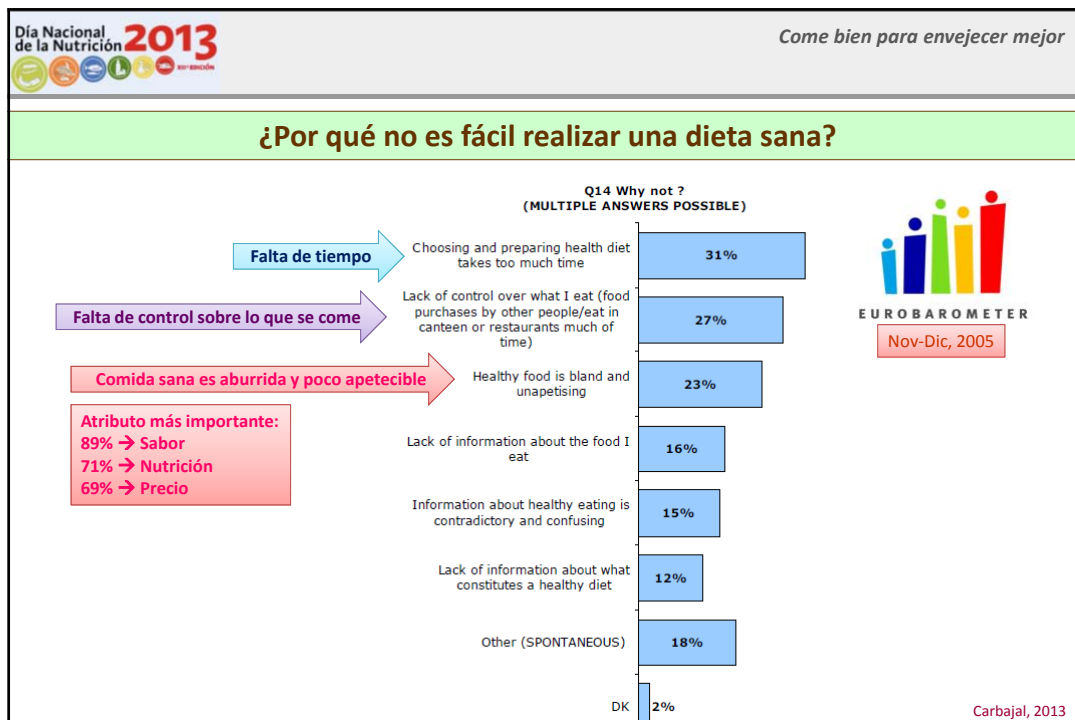 Día Nacional
de la Nutrición 2013
XIIª EDICIÓN
Come bien para envejecer mejor
¿Por qué no es fácil realizar una dieta sana?
Q14 Why not ?
(MULTIPLE ANSWERS POSSIBLE)
Falta de tiempo
Choosing and preparing health diet
takes too much time
31%
Falta de control sobre lo que se come
Lack of control over what I eat (food
purchases by other people/eat in
canteen or restaurants much of
time)
27%
EUROBAROMETER
Nov-Dic, 2005
Comida sana es aburrida y poco apetecible
Healthy food is bland and
unapetising
23%
Atributo más importante:
89% → Sabor
71% → Nutrición
69% → Precio
Lack of information about the food I
eat
16%
Information about healthy eating is
contradictory and confusing
15%
Lack of information about what
constitutes a healthy diet
12%
Other (SPONTANEOUS)
18%
DK
2%
Carbajal, 2013